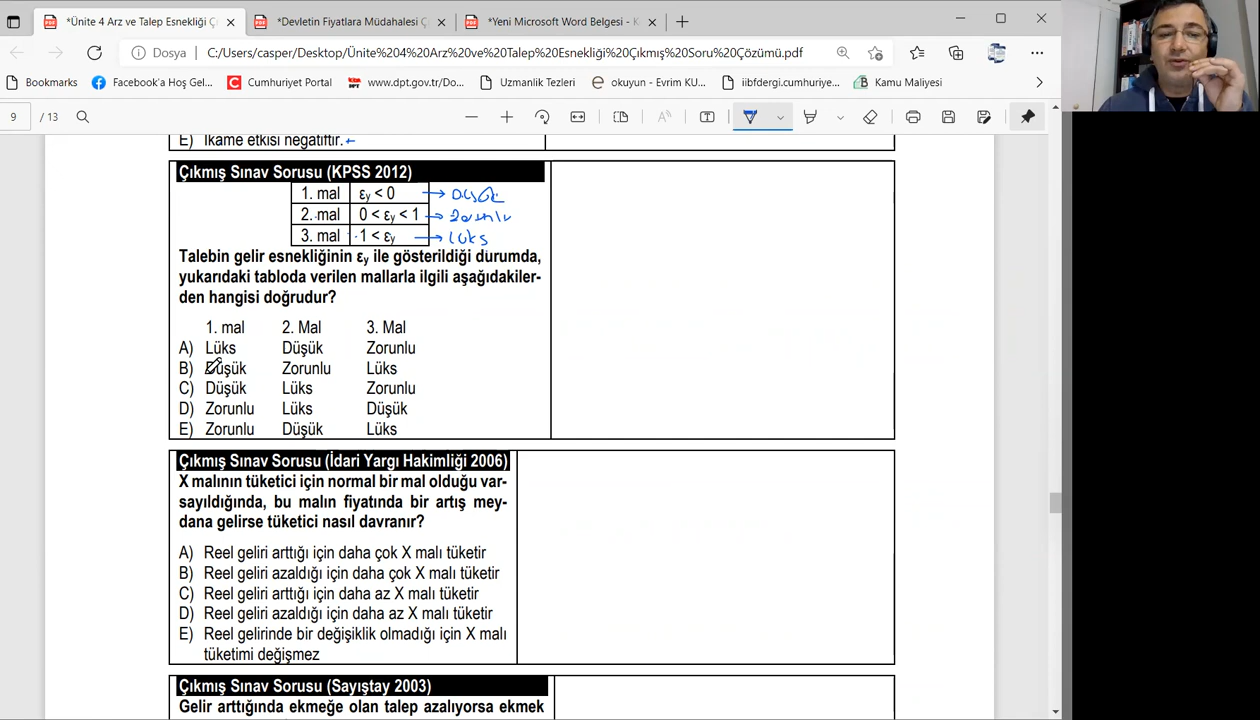 *Ünite 4 Arz ve Talep Esnekliği Ç
*Devletin Fiyatlara Müdahalesi Ç
*Yeni Microsoft Word Belgesi - K
Dosya
C:/Users/casper/Desktop/Ünite%204%20Arz%20ve%20Talep%20Esnekliği%20Çıkmış%20Soru%20Çözümü.pdf
Bookmarks
Facebook'a Hoş Gel...
Cumhuriyet Portal
www.dpt.gov.tr/Do...
Uzmanlik Tezleri
okuyun - Evrim KU...
iibfdergi.cumhuriye...
Kamu Maliyesi
9 / 13
E) İkame etkisi negatiftir.
Çıkmış Sınav Sorusu (KPSS 2012)
1. mal εy < 0 → Düşük
2. mal 0 < εy < 1 → Zorunlu
3. mal 1 < εy → Lüks
Talebin gelir esnekliğinin εy ile gösterildiği durumda,
yukarıdaki tabloda verilen mallarla ilgili aşağıdakiler-
den hangisi doğrudur?
1. mal 2. Mal 3. Mal
A) Lüks Düşük Zorunlu
B) Düşük Zorunlu Lüks
C) Düşük Lüks Zorunlu
D) Zorunlu Lüks Düşük
E) Zorunlu Düşük Lüks
Çıkmış Sınav Sorusu (İdari Yargı Hakimliği 2006)
X malının tüketici için normal bir mal olduğu var-
sayıldığında, bu malın fiyatında bir artış mey-
dana gelirse tüketici nasıl davranır?
A) Reel geliri arttığı için daha çok X malı tüketir
B) Reel geliri azaldığı için daha çok X malı tüketir
C) Reel geliri arttığı için daha az X malı tüketir
D) Reel geliri azaldığı için daha az X malı tüketir
E) Reel gelirinde bir değişiklik olmadığı için X malı
tüketimi değişmez
Çıkmış Sınav Sorusu (Sayıştay 2003)
Gelir arttığında ekmeğe olan talep azalıyorsa ekmek